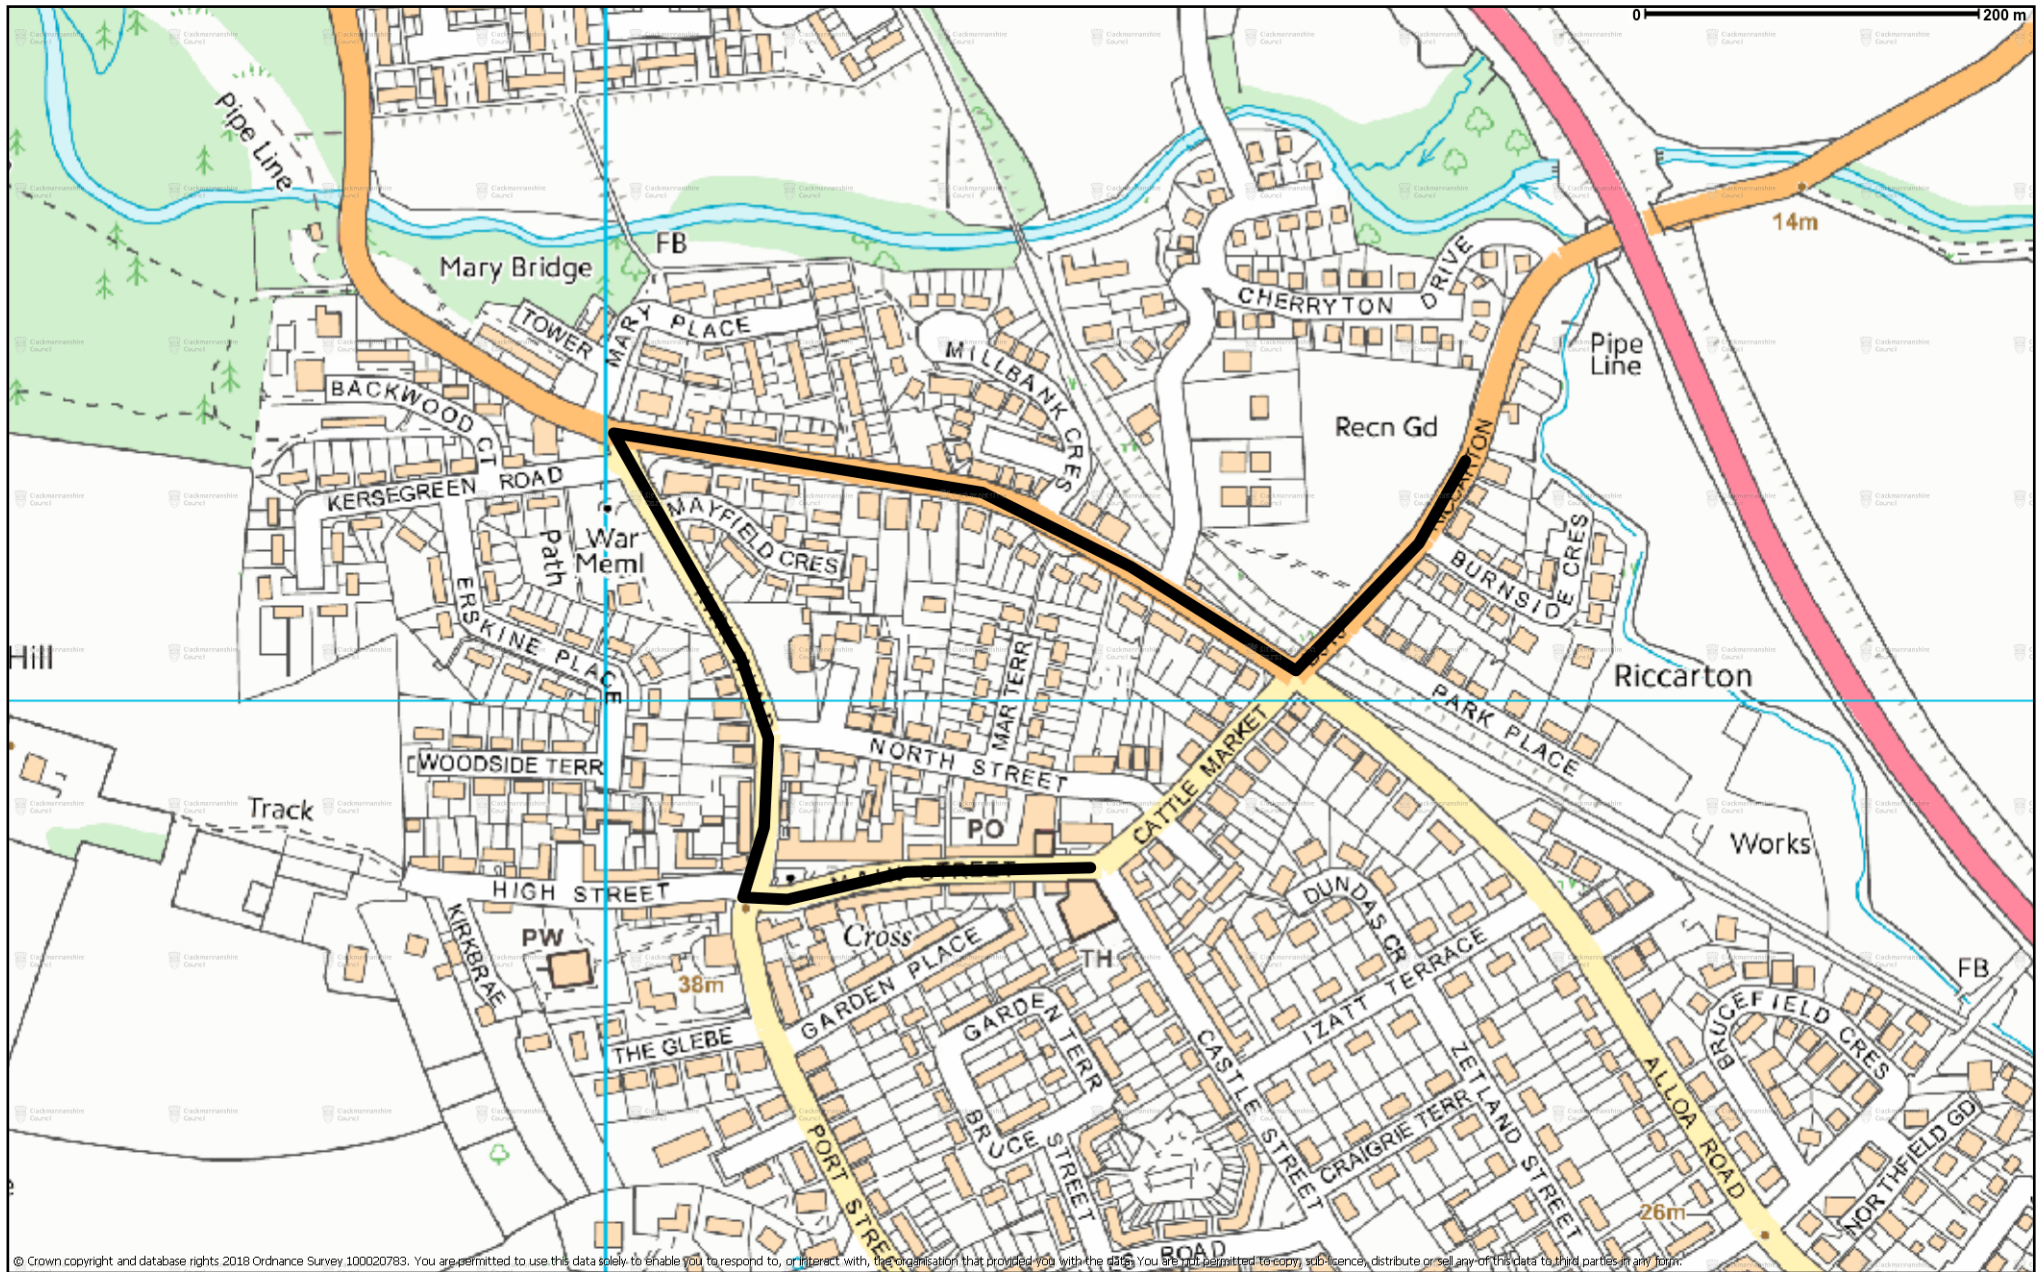 0
200 m
Pipe Line
14m
FB
Mary Bridge
TOWER
MARY PLACE
CHERRYTON
DRIVE
Pipe
Line
MILLBANK CRES
BACKWOOD CT
Recn Gd
KERSEGREEN ROAD
MAYFIELD CRES
War
Meml
Path
BURNSIDE CRES
ERSKINE PLACE
Hill
MAR TERR
Riccarton
PARK PLACE
NORTH STREET
CATTLE MARKET
WOODSIDE TERR
Track
PO
Works
MAIN STREET
HIGH STREET
KIRKBRAE
PW
Cross
DUNDAS CR
TH
38m
GARDEN PLACE
IZATT TERRACE
FB
THE GLEBE
GARDEN TERR
CASTLE STREET
ZETLAND STREET
BRUCEFIELD CRES
ALLOA ROAD
BRUCE STREET
CRAIGRIE TERR
NORTHFIELD GD
PORT STREE
26m
ROAD
© Crown copyright and database rights 2018 Ordnance Survey 100020783. You are permitted to use this data solely to enable you to respond to, or interact with, the organisation that provided you with the data. You are not permitted to copy, sub-licence, distribute or sell any of this data to third parties in any form.